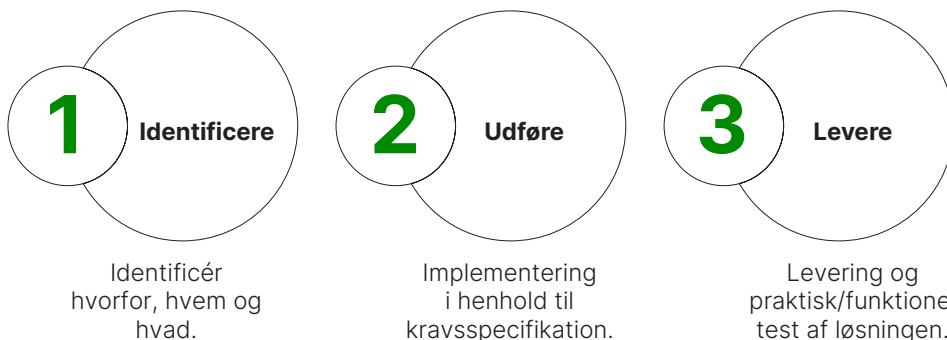 1
Identificere
Identificér
hvorfor, hvem og
hvad.
2
Udføre
Implementering
i henhold til
kravsspecifikation.
3
Levere
Levering og
praktisk/funktione
test af løsningen.